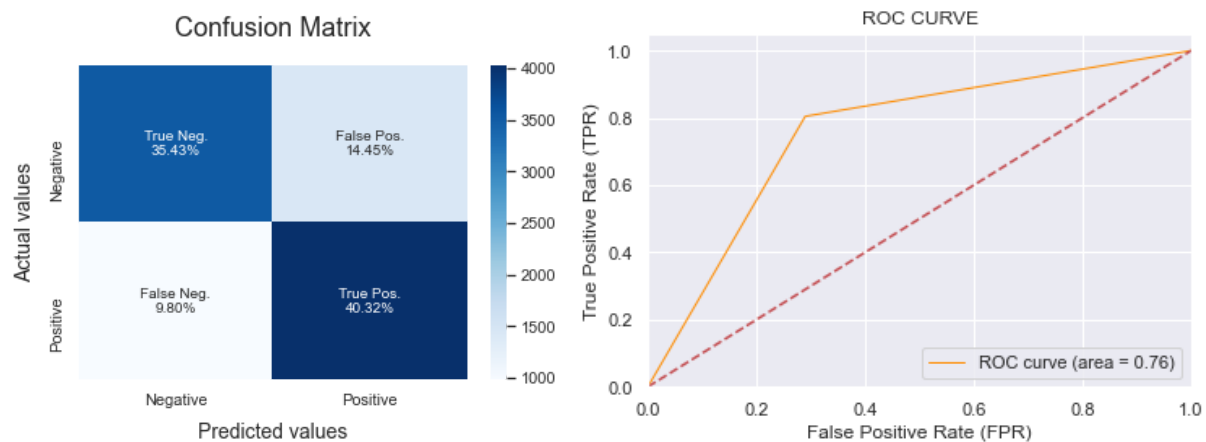 Confusion Matrix
Actual values
Negative
Positive
True Neg.
35.43%
False Pos.
14.45%
False Neg.
9.80%
True Pos.
40.32%
Negative
Positive
Predicted values
4000
3500
3000
2500
2000
1500
1000
ROC CURVE
True Positive Rate (TPR)
1.0
0.8
0.6
0.4
0.2
0.0
ROC curve (area = 0.76)
0.0
0.2
0.4
0.6
0.8
1.0
False Positive Rate (FPR)